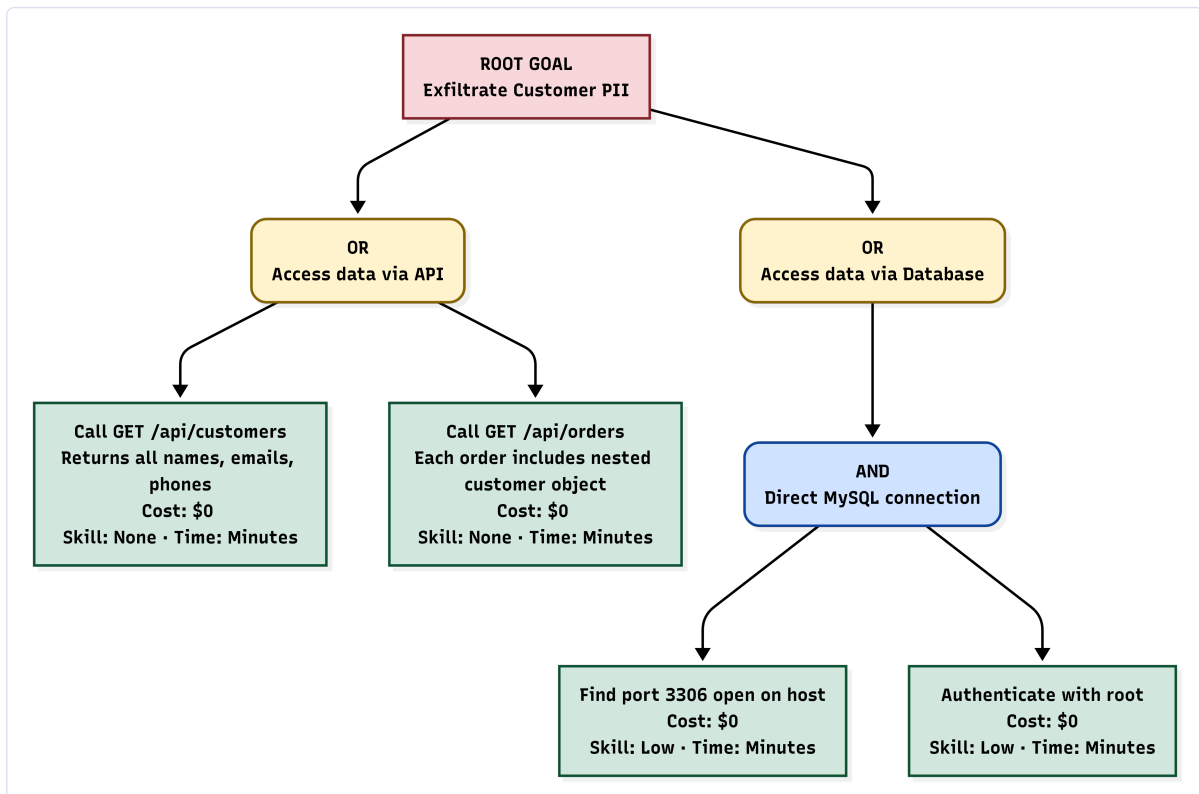 ROOT GOAL
Exfiltrate Customer PII
OR
Access data via API
OR
Access data via Database
Call GET /api/customers
Returns all names, emails,
phones
Cost: $0
Skill: None · Time: Minutes
Call GET /api/orders
Each order includes nested
customer object
Cost: $0
Skill: None · Time: Minutes
AND
Direct MySQL connection
Find port 3306 open on host
Cost: $0
Skill: Low · Time: Minutes
Authenticate with root
Cost: $0
Skill: Low · Time: Minutes